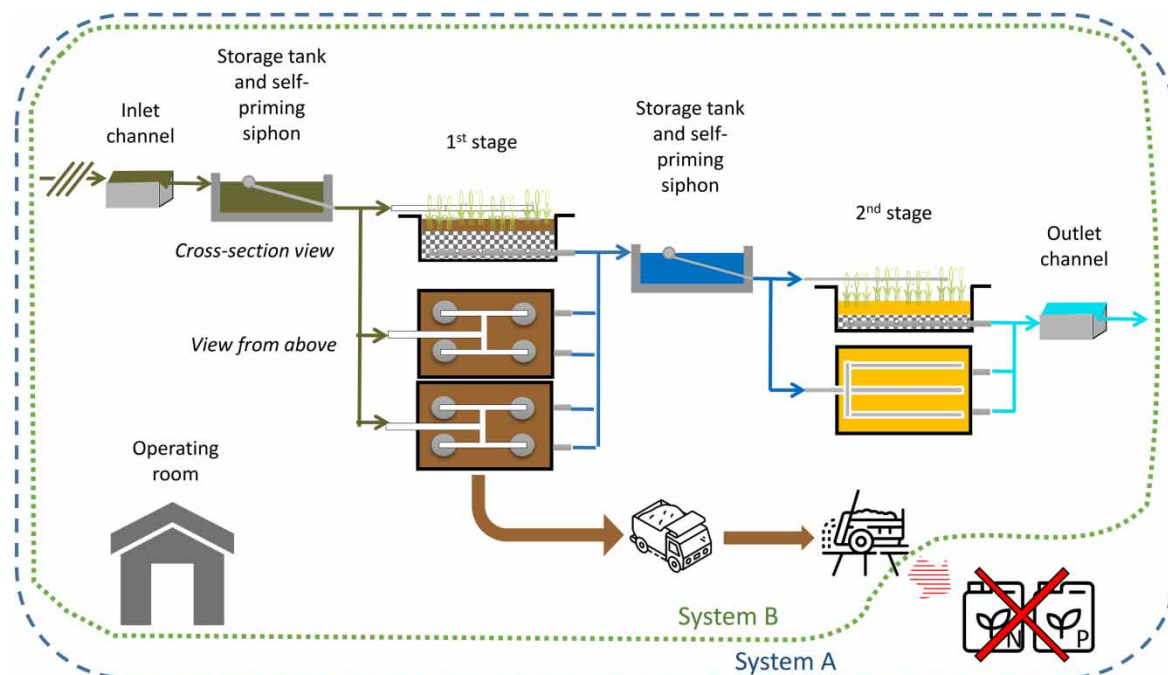 Storage tank
and self-
priming
siphon
Inlet
channel
1st stage
Storage tank
and self-
priming
siphon
2nd stage
Outlet
channel
Cross-section view
View from above
Operating
room
N
P
System B
System A